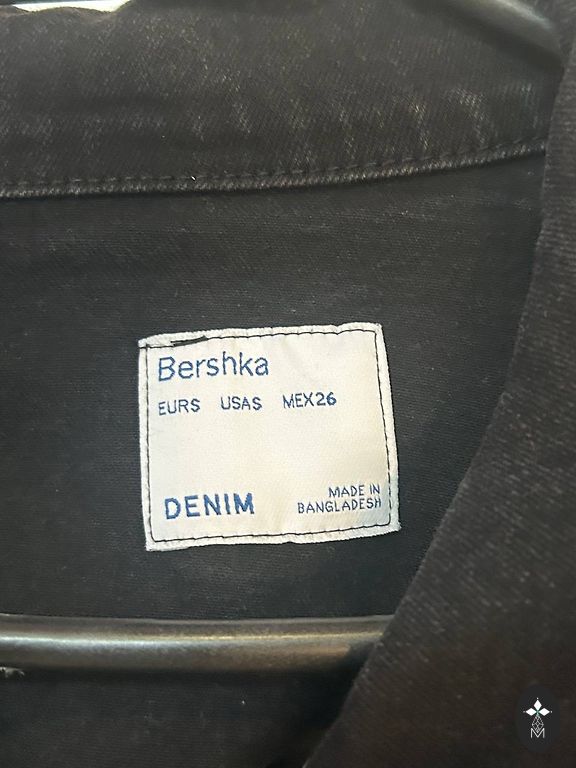 Bershka
EURS USAS MEX26
DENIM
MADE IN
BANGLADESH
M